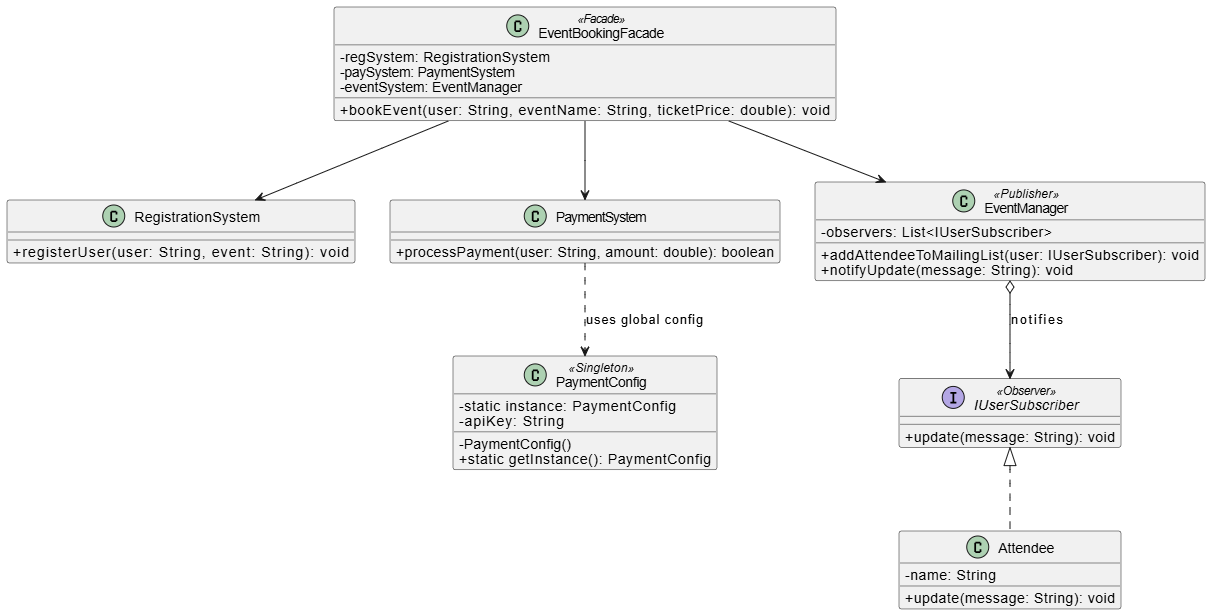 C
«Facade»
EventBookingFacade
-regSystem: RegistrationSystem
-paySystem: PaymentSystem
-eventSystem: EventManager
+bookEvent(user: String, eventName: String, ticketPrice: double): void
C RegistrationSystem
+registerUser(user: String, event: String): void
C PaymentSystem
+processPayment(user: String, amount: double): boolean
C
«Publisher»
EventManager
-observers: List<IUserSubscriber>
+addAttendeeToMailingList(user: IUserSubscriber): void
+notifyUpdate(message: String): void
uses global config
notifies
C
«Singleton»
PaymentConfig
-static instance: PaymentConfig
-apiKey: String
-PaymentConfig()
+static getInstance(): PaymentConfig
I
«Observer»
IUserSubscriber
+update(message: String): void
C Attendee
-name: String
+update(message: String): void